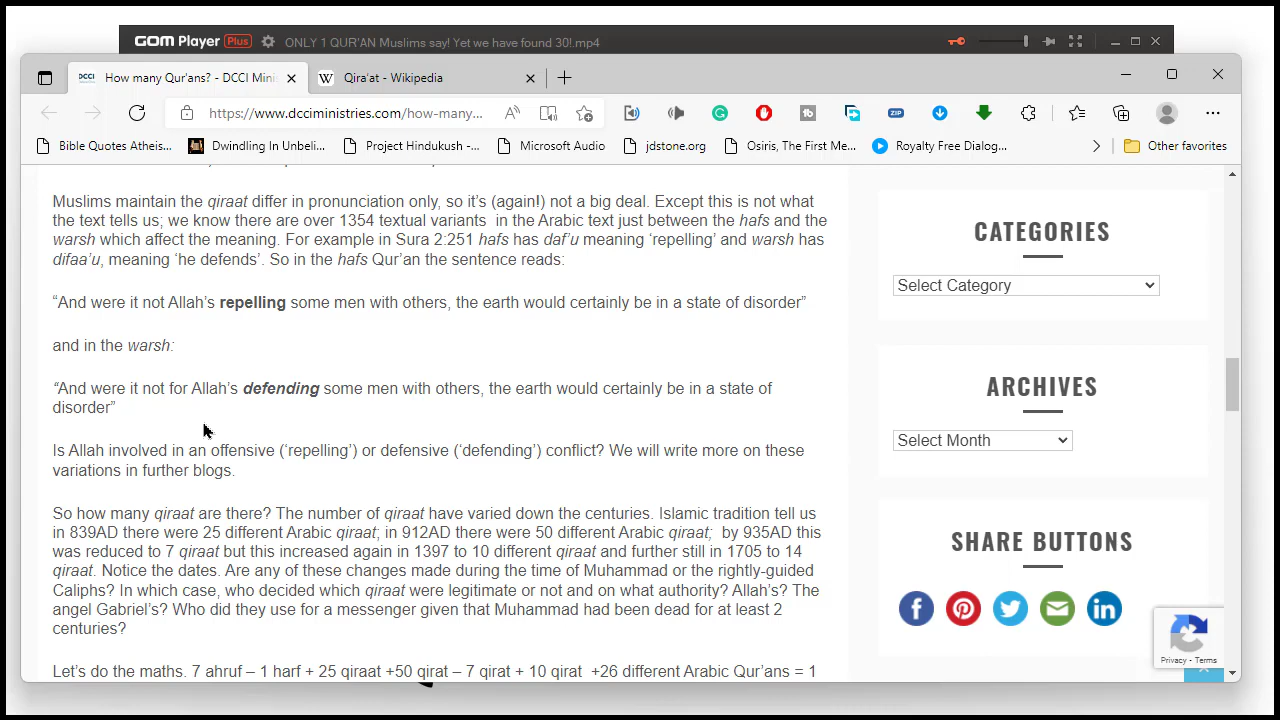 GOM Player Plus ONLY 1 QUR'AN Muslims say! Yet we have found 30!.mp4
DCCI How many Qur'ans? - DCCI Mini
W Qira'at - Wikipedia
https://www.dcciministries.com/how-many...
Bible Quotes Atheis...
Dwindling In Unbeli...
Project Hindukush -...
Microsoft Audio
jdstone.org
Osiris, The First Me...
Royalty Free Dialog...
Other favorites
Muslims maintain the qiraat differ in pronunciation only, so it's (again!) not a big deal. Except this is not what
the text tells us; we know there are over 1354 textual variants in the Arabic text just between the hafs and the
warsh which affect the meaning. For example in Sura 2:251 hafs has daf'u meaning ‘repelling’ and warsh has
difaa'u, meaning ‘he defends’. So in the hafs Qur'an the sentence reads:
“And were it not Allah's repelling some men with others, the earth would certainly be in a state of disorder”
and in the warsh:
“And were it not for Allah's defending some men with others, the earth would certainly be in a state of
disorder”
Is Allah involved in an offensive (‘repelling’) or defensive (‘defending’) conflict? We will write more on these
variations in further blogs.
So how many qiraat are there? The number of qiraat have varied down the centuries. Islamic tradition tell us
in 839AD there were 25 different Arabic qiraat; in 912AD there were 50 different Arabic qiraat; by 935AD this
was reduced to 7 qiraat but this increased again in 1397 to 10 different qiraat and further still in 1705 to 14
qiraat. Notice the dates. Are any of these changes made during the time of Muhammad or the rightly-guided
Caliphs? In which case, who decided which qiraat were legitimate or not and on what authority? Allah's? The
angel Gabriel's? Who did they use for a messenger given that Muhammad had been dead for at least 2
centuries?
Let's do the maths. 7 ahruf – 1 harf + 25 qiraat +50 qirat – 7 qirat + 10 qirat +26 different Arabic Qur'ans = 1
CATEGORIES
Select Category
ARCHIVES
Select Month
SHARE BUTTONS
Privacy - Terms